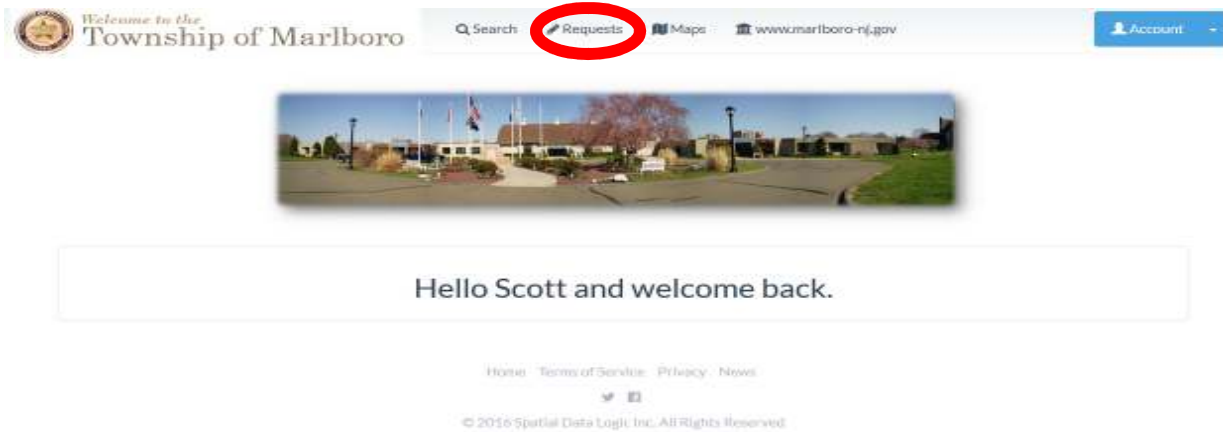 Welcome to the
Township of Marlboro
Search Requests Maps www.marlboro-nj.gov Account
Hello Scott and welcome back.
Home Terms of Service Privacy News
© 2016 Spatial Data Logic Inc. All Rights Reserved